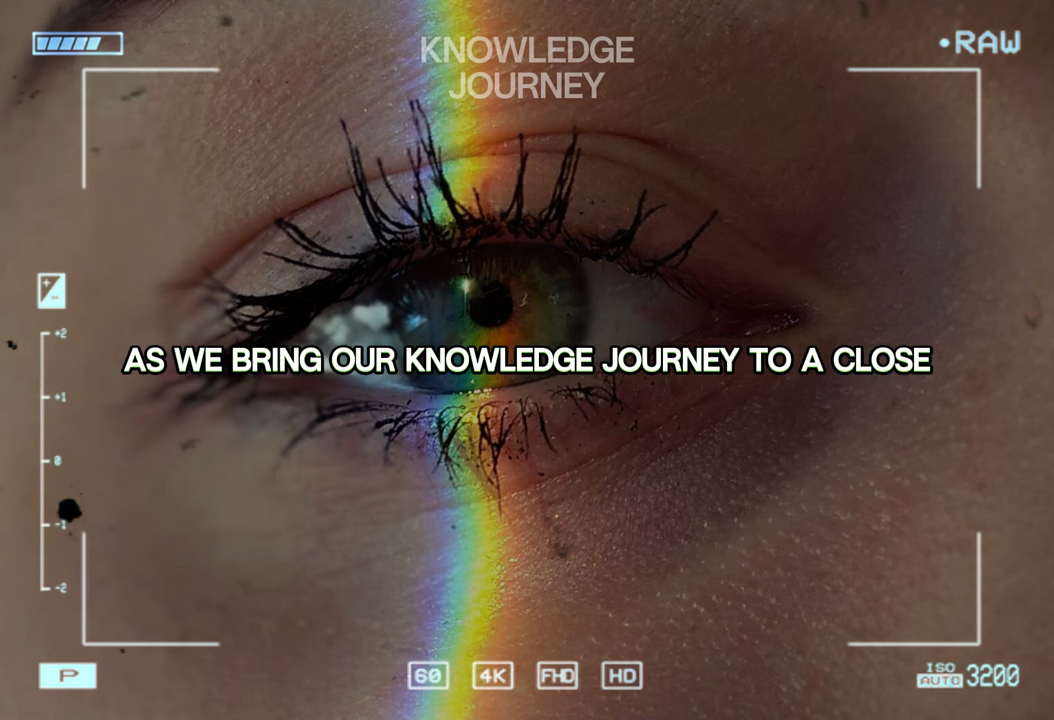 KNOWLEDGE
JOURNEY
•RAW
+2
AS WE BRING OUR KNOWLEDGE JOURNEY TO A CLOSE
+1
0
-1
-2
P
60 4K FHD HD
ISO
AUTO 3200